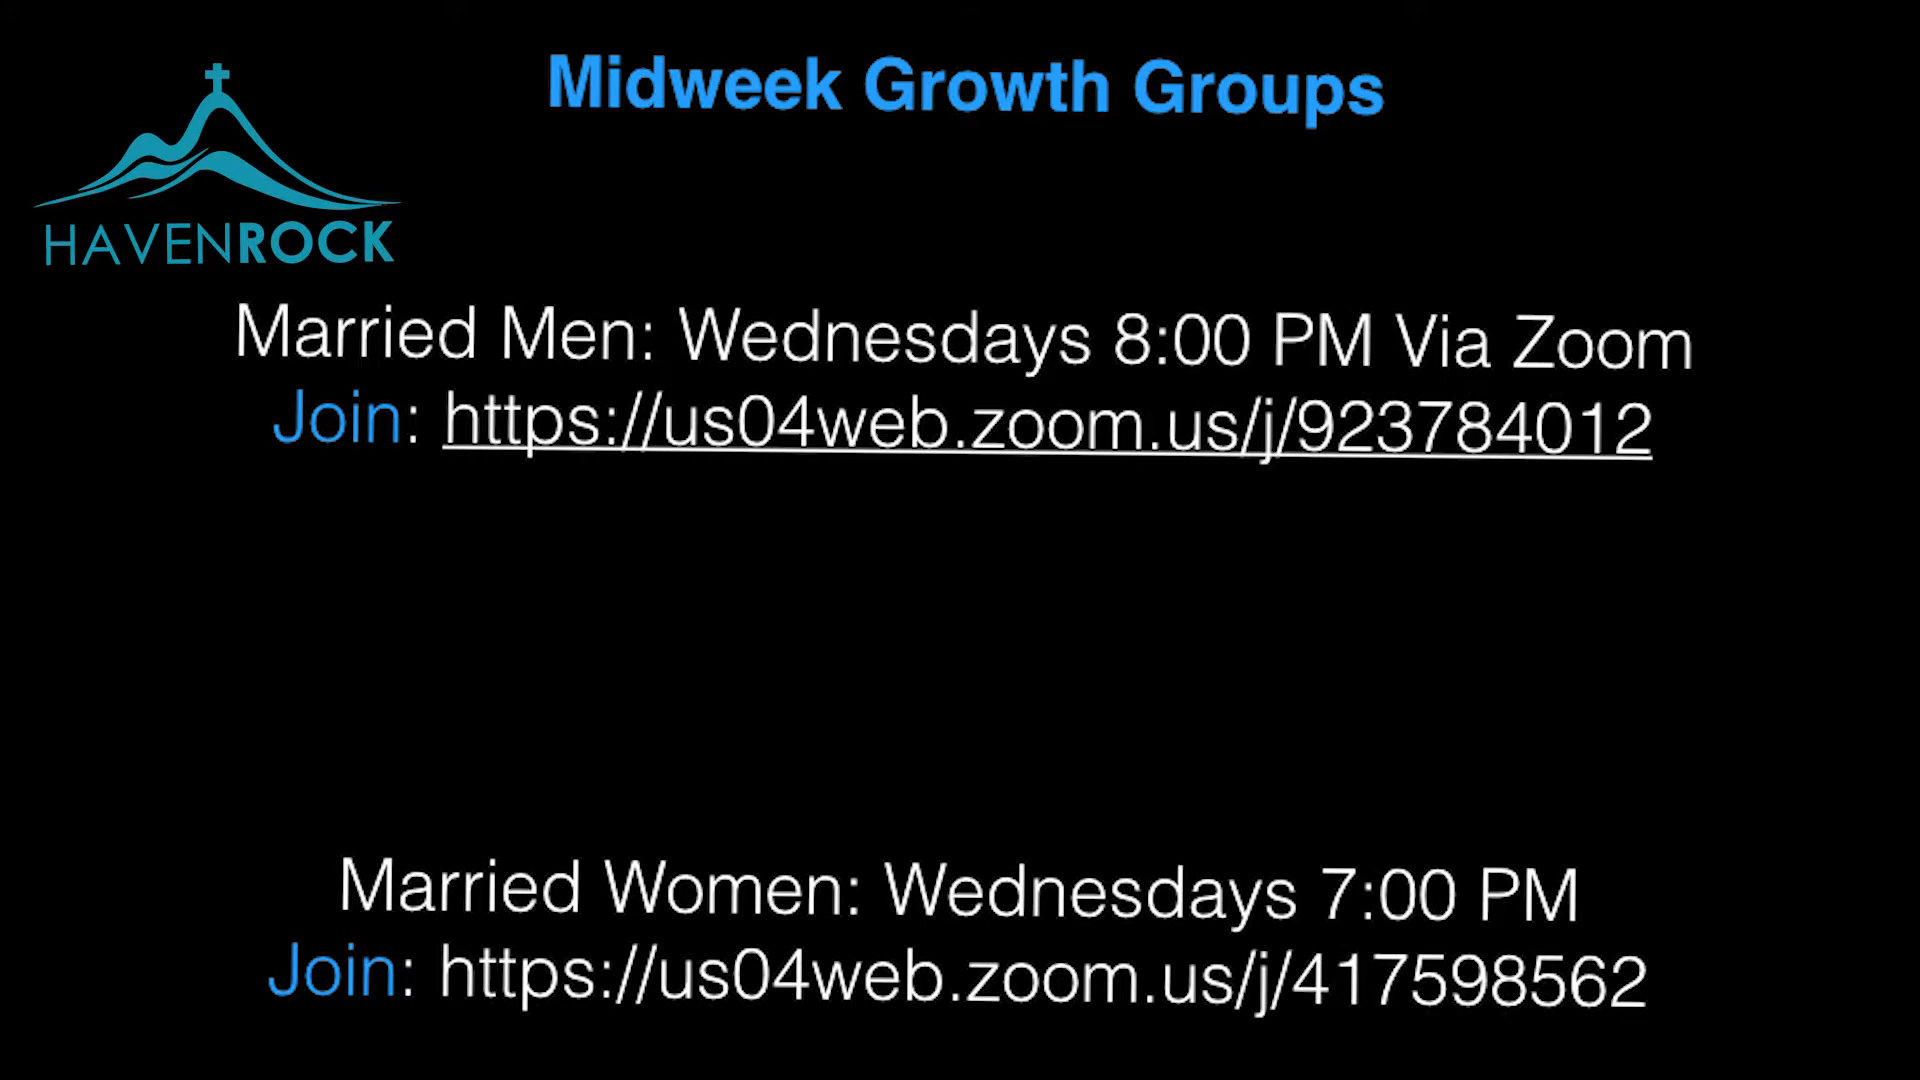 Midweek Growth Groups
HAVENROCK
Married Men: Wednesdays 8:00 PM Via Zoom
Join: https://us04web.zoom.us/j/923784012
Married Women: Wednesdays 7:00 PM
Join: https://us04web.zoom.us/j/417598562